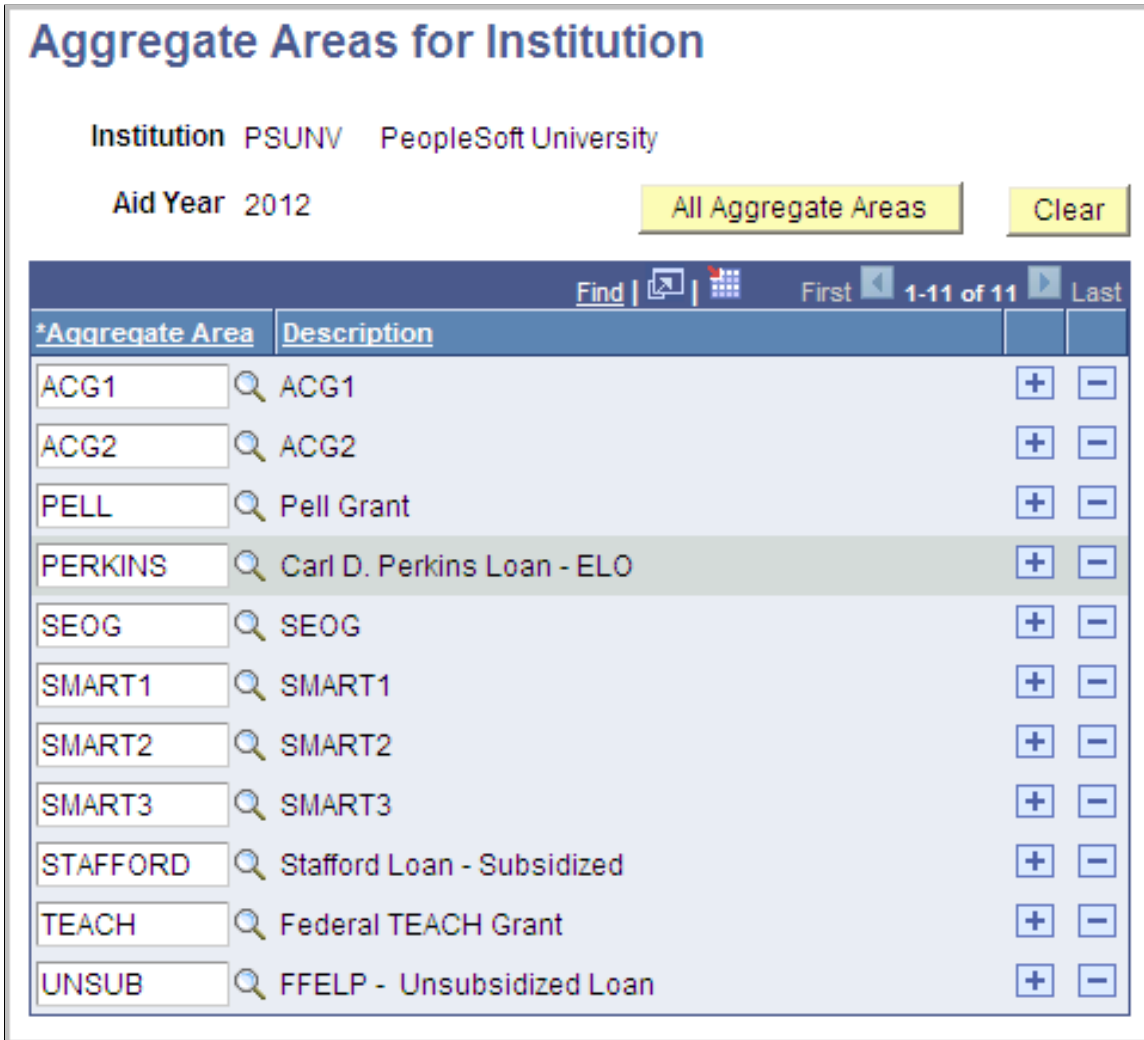 Aggregate Areas for Institution
Institution PSUNV PeopleSoft University
Aid Year 2012 All Aggregate Areas Clear
Find | | First 1-11 of 11 Last
*Aggregate Area Description
ACG1 ACG1
ACG2 ACG2
PELL Pell Grant
PERKINS Carl D. Perkins Loan - ELO
SEOG SEOG
SMART1 SMART1
SMART2 SMART2
SMART3 SMART3
STAFFORD Stafford Loan - Subsidized
TEACH Federal TEACH Grant
UNSUB FFELP - Unsubsidized Loan